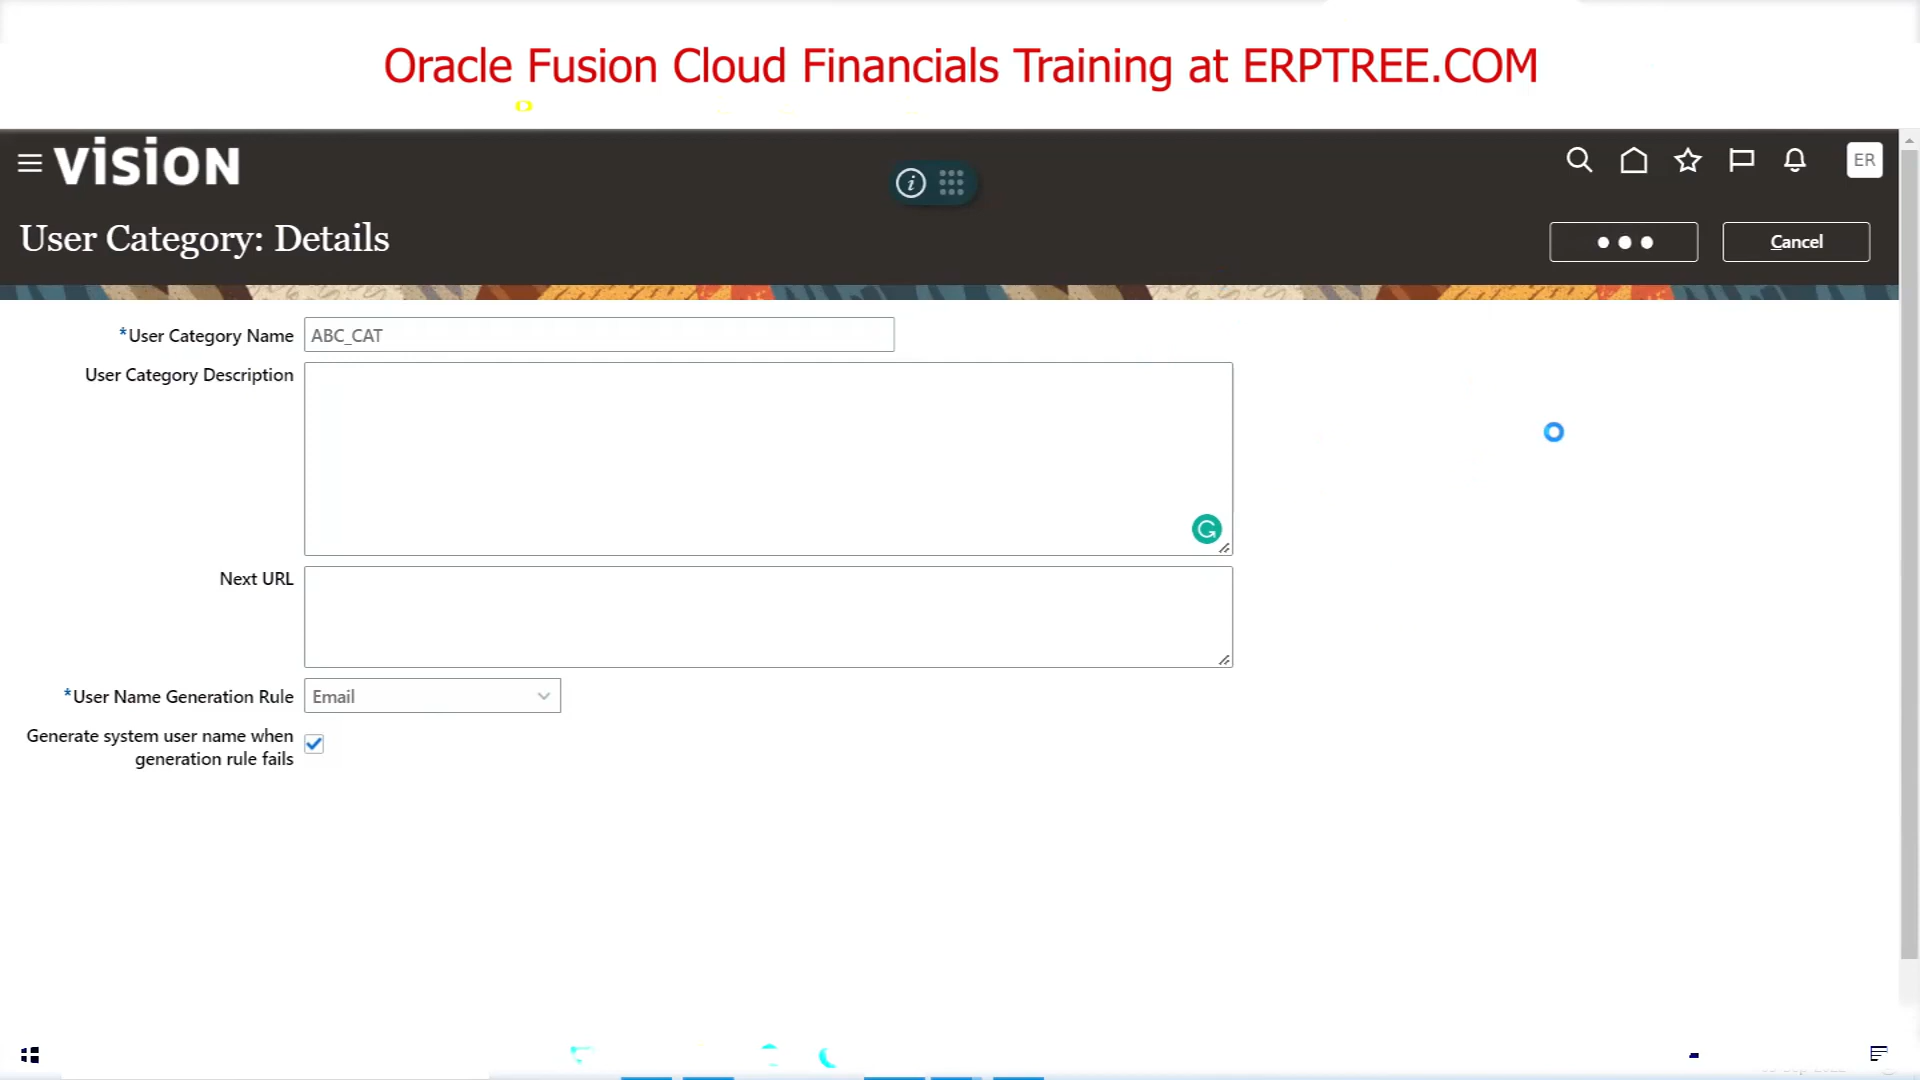 Oracle Fusion Cloud Financials Training at ERPTREE.COM
VISION
ER
User Category: Details
Cancel
*User Category Name ABC_CAT
User Category Description
Next URL
*User Name Generation Rule Email
Generate system user name when
generation rule fails